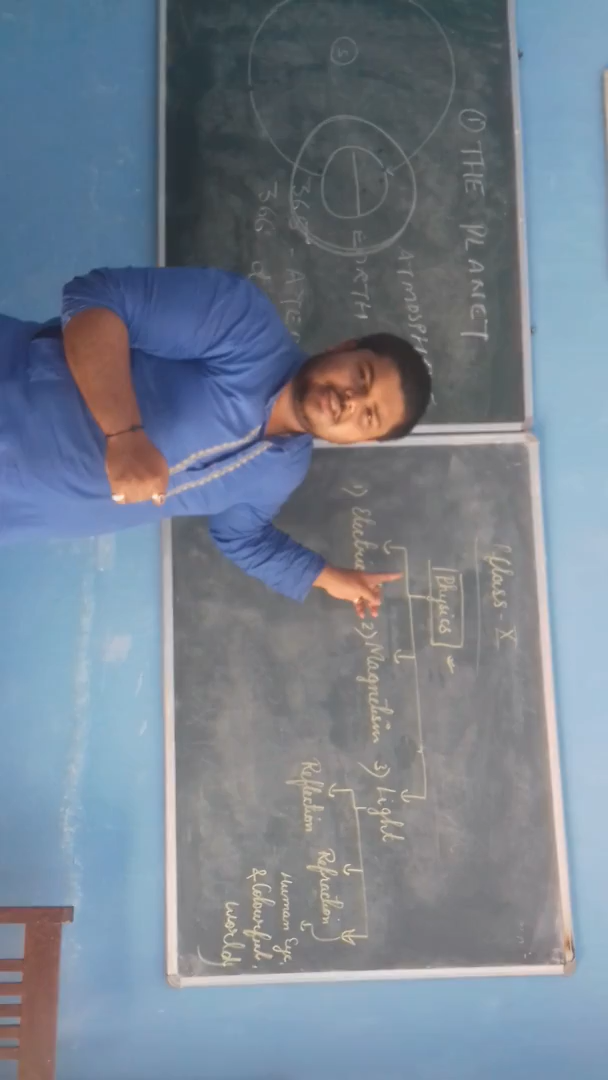 ① THE PLANET
S
ATMOSPHE
EARTH
365 - A YEA
366 d
Class - X
Physics
1) Electric 2) Magnetism 3) Light
Reflection Refraction
Human Eye
& Colourful
world